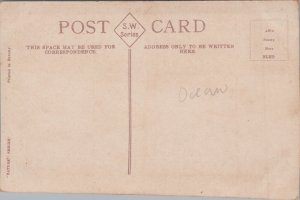 POST CARD
S.W
Series.
THIS SPACE MAY BE USED FOR
CORRESPONDENCE.
ADDRESS ONLY TO BE WRITTEN
HERE.
Ocean